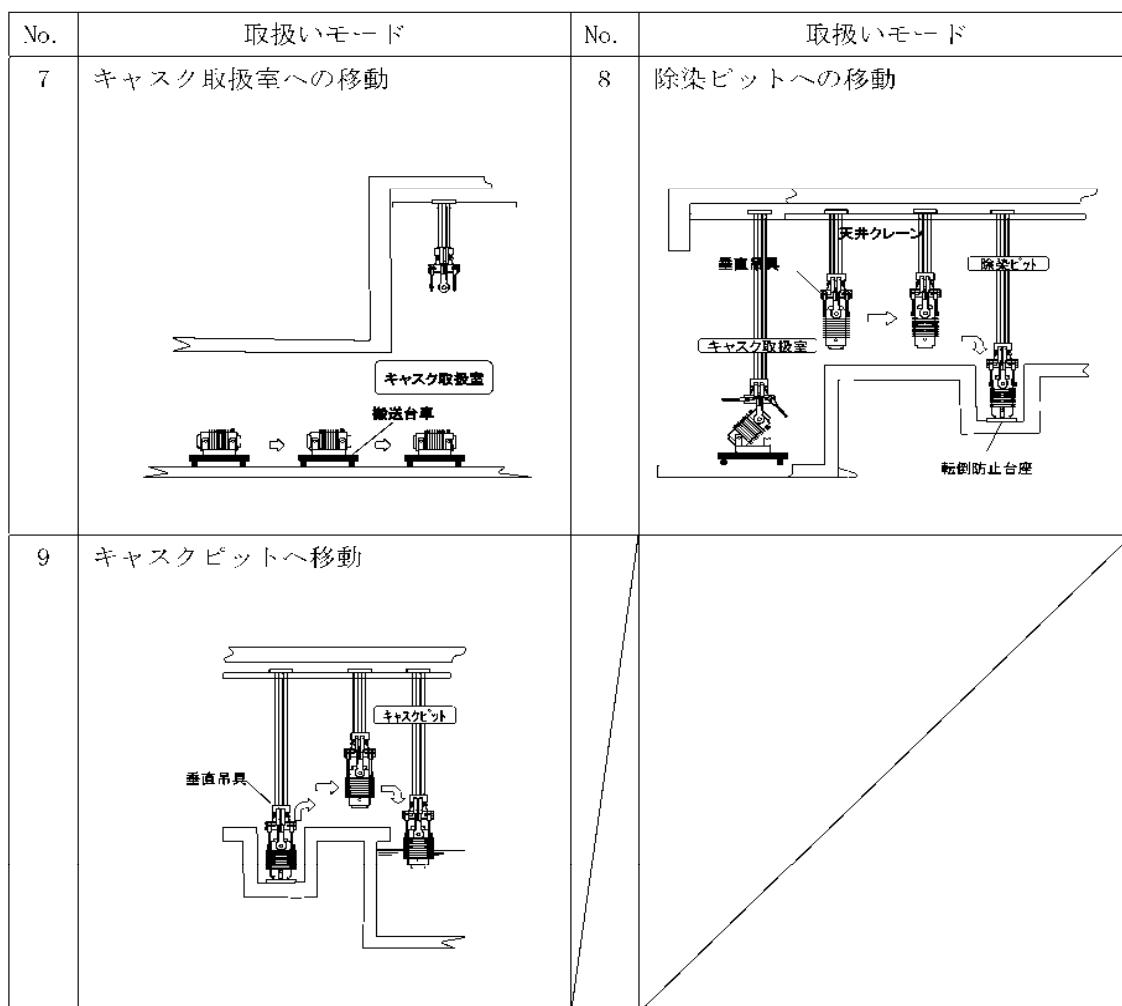 No.
取扱いモード
No.
取扱いモード
7
キャスク取扱室への移動
キャスク取扱室
搬送台車
8
除染ピットへの移動
天井クレーン
垂直吊具
除染ピット
キャスク取扱室
転倒防止台座
9
キャスクピットへ移動
キャスクピット
垂直吊具